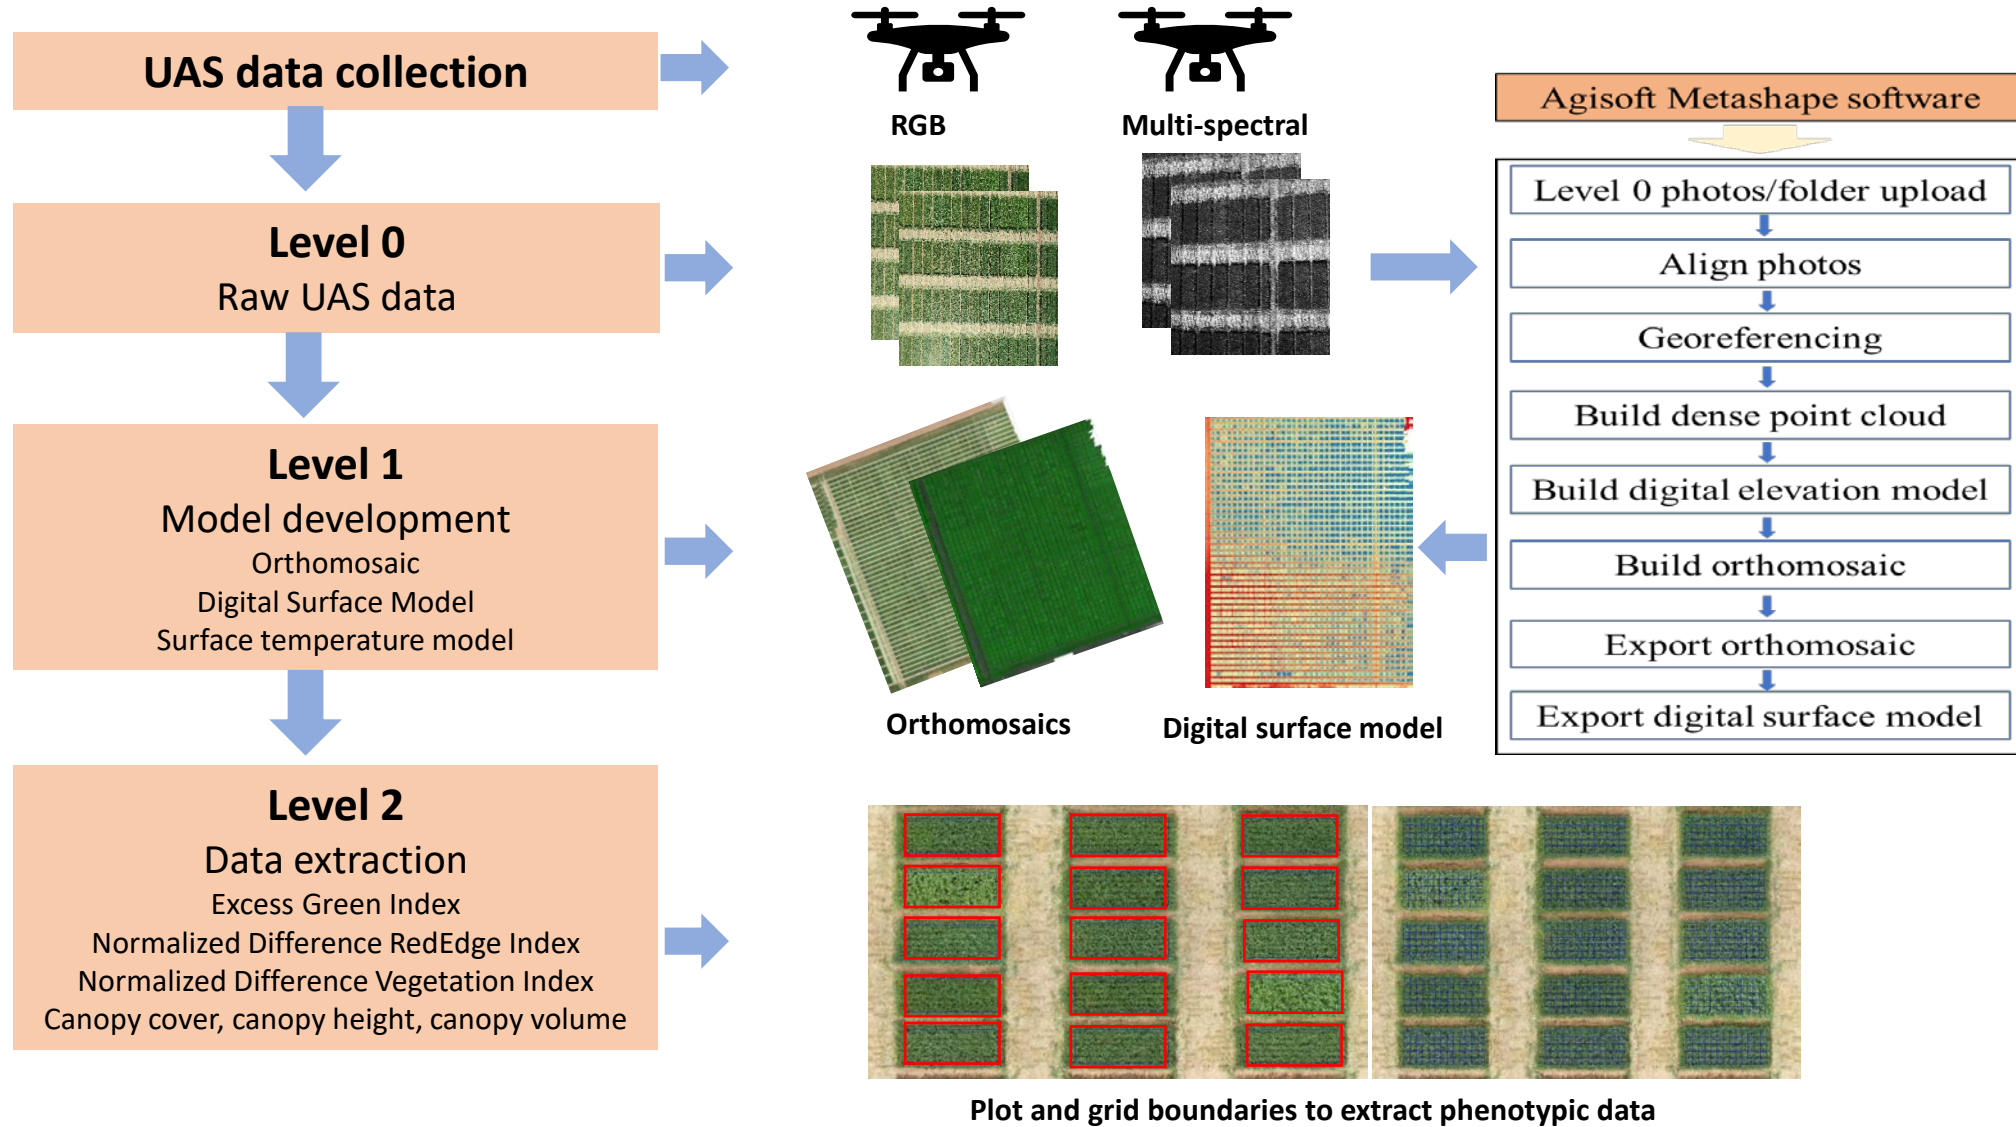 UAS data collection
Level 0
Raw UAS data
Level 1
Model development
Orthomosaic
Digital Surface Model
Surface temperature model
Level 2
Data extraction
Excess Green Index
Normalized Difference RedEdge Index
Normalized Difference Vegetation Index
Canopy cover, canopy height, canopy volume
RGB
Multi-spectral
Orthomosaics
Digital surface model
Agisoft Metashape software
Level 0 photos/folder upload
Align photos
Georeferencing
Build dense point cloud
Build digital elevation model
Build orthomosaic
Export orthomosaic
Export digital surface model
Plot and grid boundaries to extract phenotypic data